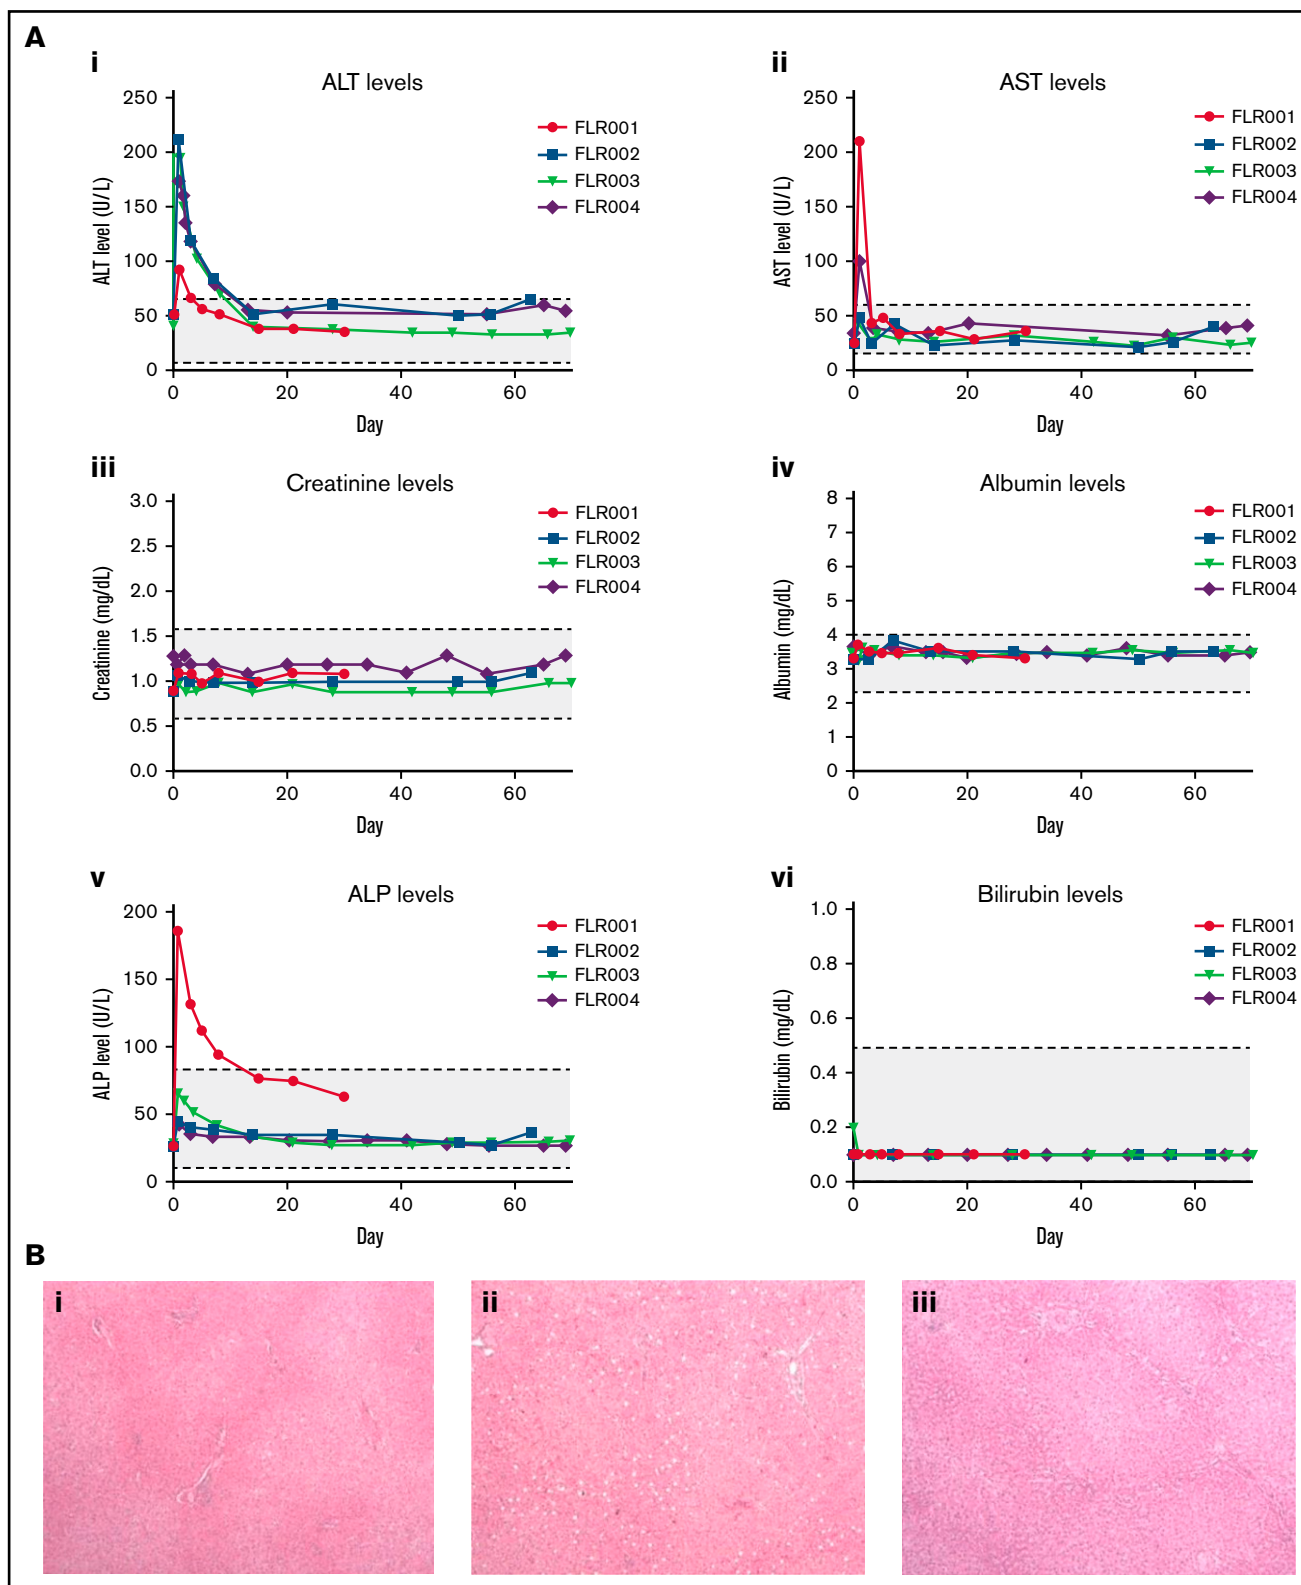 A
i
ALT levels
250
200
150
100
50
0
ALT level (U/L)
0 20 40 60
Day
FLR001
FLR002
FLR003
FLR004
ii
AST levels
250
200
150
100
50
0
AST level (U/L)
0 20 40 60
Day
FLR001
FLR002
FLR003
FLR004
iii
Creatinine levels
3.0
2.5
2.0
1.5
1.0
0.5
0.0
Creatinine (mg/dL)
0 20 40 60
Day
FLR001
FLR002
FLR003
FLR004
iv
Albumin levels
8
7
6
5
4
3
2
1
0
Albumin (mg/dL)
0 20 40 60
Day
FLR001
FLR002
FLR003
FLR004
v
ALP levels
200
150
100
50
0
ALP level (U/L)
0 20 40 60
Day
FLR001
FLR002
FLR003
FLR004
vi
Bilirubin levels
1.0
0.8
0.6
0.4
0.2
0.0
Bilirubin (mg/dL)
0 20 40 60
Day
FLR001
FLR002
FLR003
FLR004
B
i
ii
iii